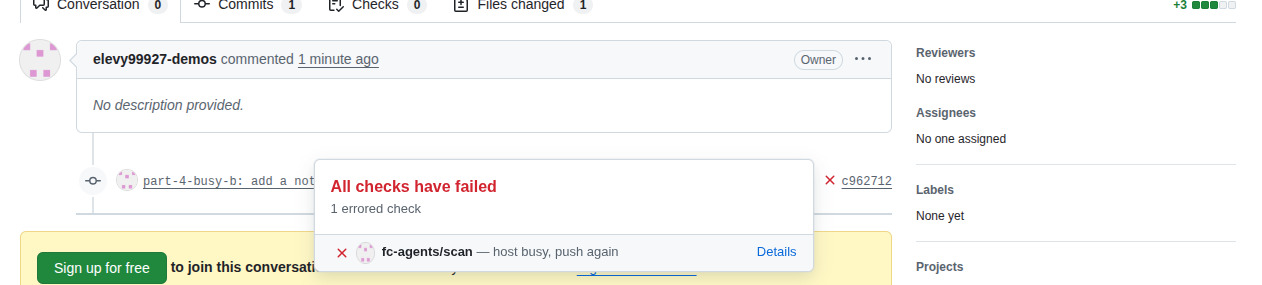 Conversation 0 Commits 1 Checks 0 Files changed 1 +3
elevy99927-demos commented 1 minute ago Owner
No description provided.
part-4-busy-b: add a not
c962712
All checks have failed
1 errored check
fc-agents/scan — host busy, push again Details
Sign up for free to join this conversati
Reviewers
No reviews
Assignees
No one assigned
Labels
None yet
Projects